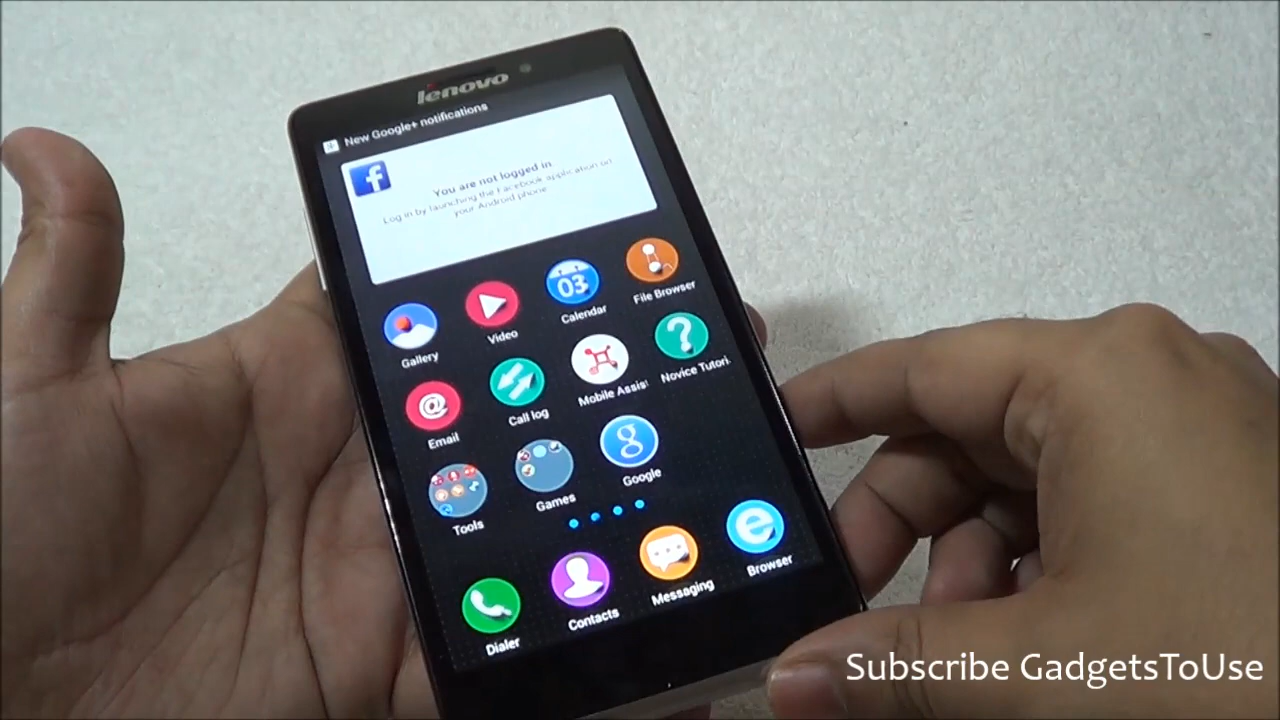 lenovo
New Google+ notifications
f
You are not logged in
Log in by launching the Facebook application on
your Android phone
03
Gallery
Video
Calendar
File Browser
@
?
Email
Call log
Mobile Assis
Novice Tutori.
g
Tools
Games
Google
e
Dialer
Contacts
Messaging
Browser
Subscribe GadgetsToUse